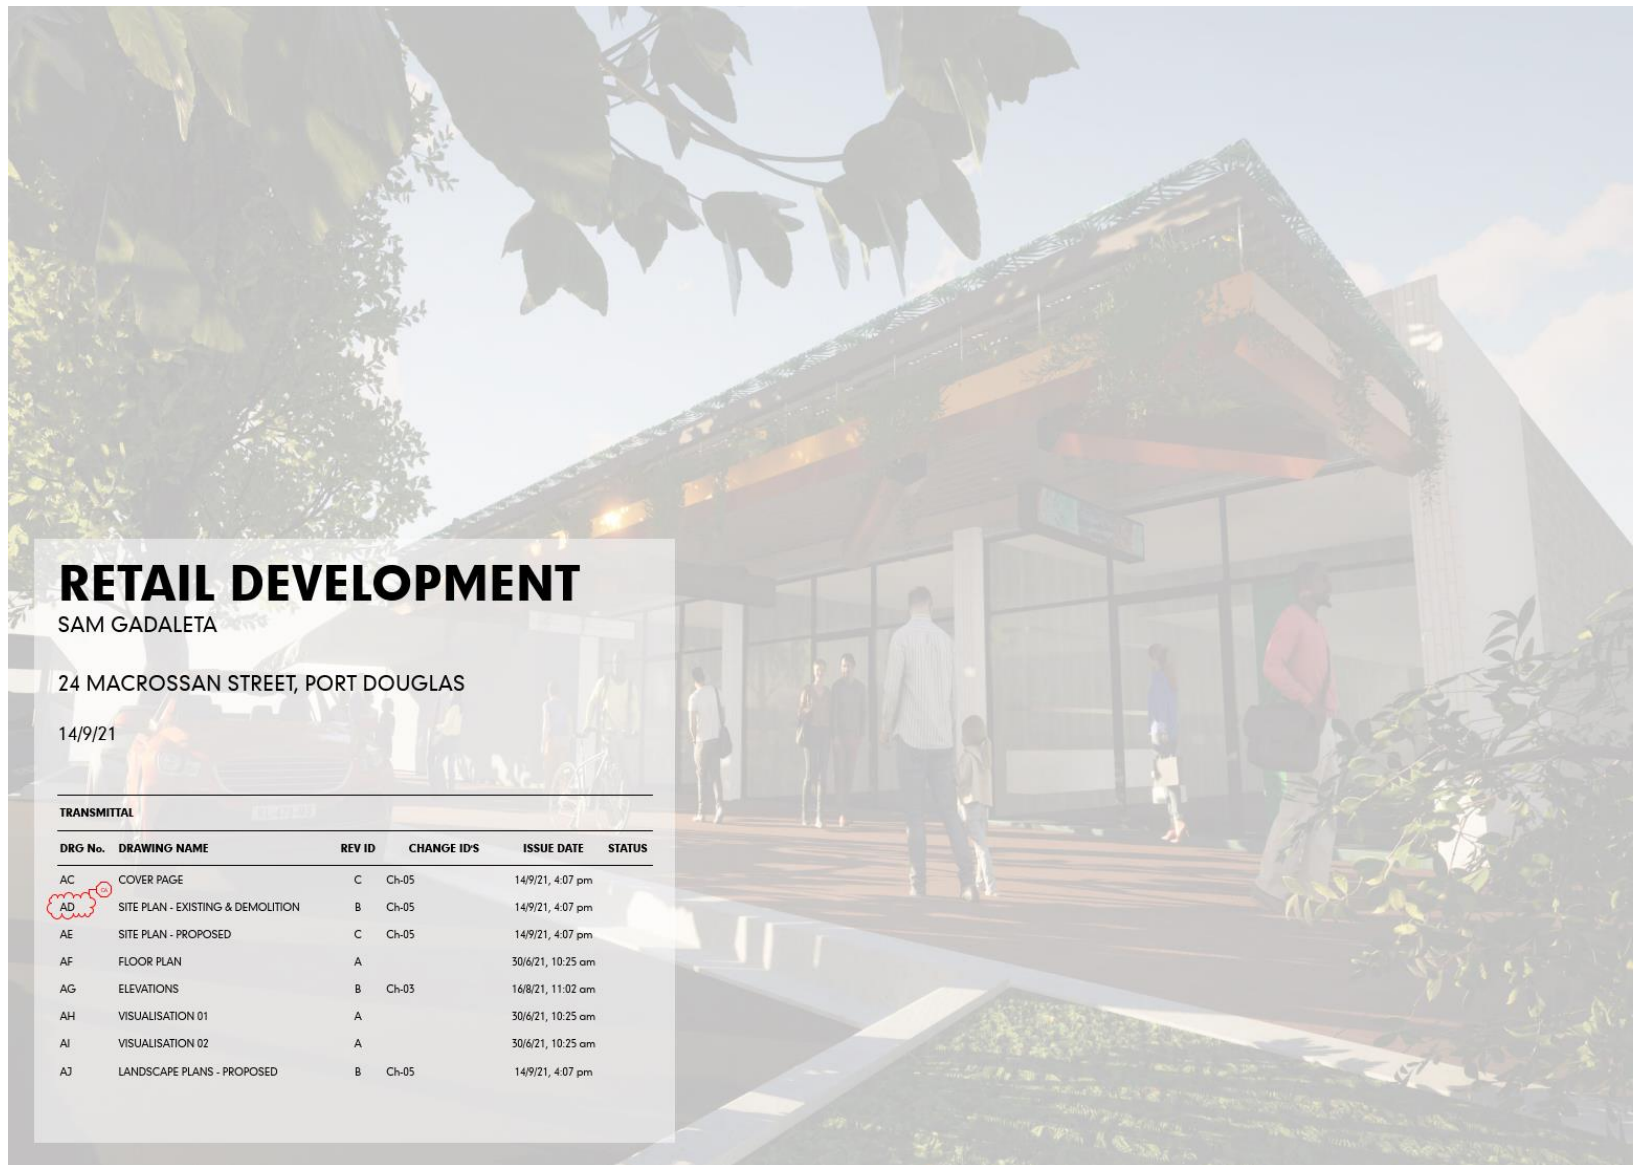 RETAIL DEVELOPMENT
SAM GADALETA
24 MACROSSAN STREET, PORT DOUGLAS
14/9/21
TRANSMITTAL
DRG No. DRAWING NAME REV ID CHANGE ID'S ISSUE DATE STATUS
AC COVER PAGE C Ch-05 14/9/21, 4:07 pm
AD SITE PLAN - EXISTING & DEMOLITION B Ch-05 14/9/21, 4:07 pm
AE SITE PLAN - PROPOSED C Ch-05 14/9/21, 4:07 pm
AF FLOOR PLAN A 30/6/21, 10:25 am
AG ELEVATIONS B Ch-03 16/8/21, 11:02 am
AH VISUALISATION 01 A 30/6/21, 10:25 am
AI VISUALISATION 02 A 30/6/21, 10:25 am
AJ LANDSCAPE PLANS - PROPOSED B Ch-05 14/9/21, 4:07 pm